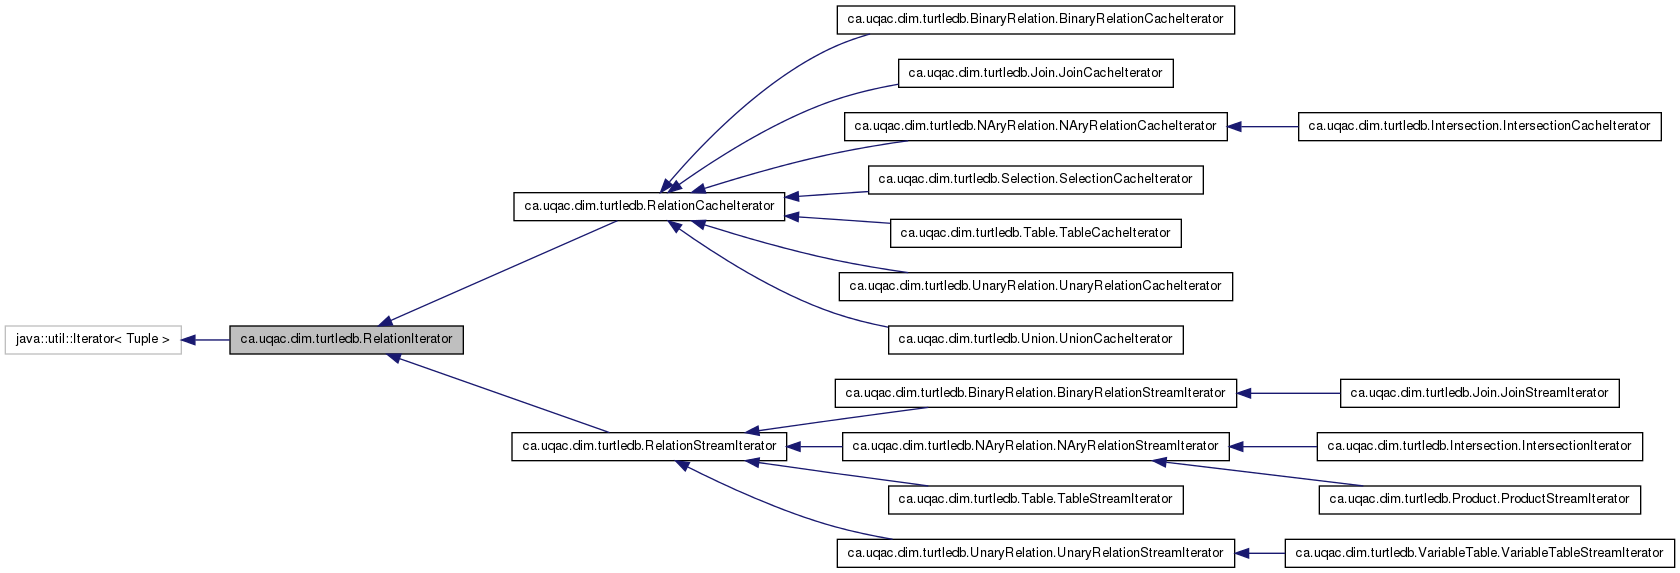 ca.uqac.dim.turtledb.BinaryRelation.BinaryRelationCacheIterator
ca.uqac.dim.turtledb.Join.JoinCacheIterator
ca.uqac.dim.turtledb.NAryRelation.NAryRelationCacheIterator
ca.uqac.dim.turtledb.Intersection.IntersectionCacheIterator
ca.uqac.dim.turtledb.Selection.SelectionCacheIterator
ca.uqac.dim.turtledb.RelationCacheIterator
ca.uqac.dim.turtledb.Table.TableCacheIterator
ca.uqac.dim.turtledb.UnaryRelation.UnaryRelationCacheIterator
java::util::Iterator< Tuple >
ca.uqac.dim.turtledb.RelationIterator
ca.uqac.dim.turtledb.Union.UnionCacheIterator
ca.uqac.dim.turtledb.BinaryRelation.BinaryRelationStreamIterator
ca.uqac.dim.turtledb.Join.JoinStreamIterator
ca.uqac.dim.turtledb.RelationStreamIterator
ca.uqac.dim.turtledb.NAryRelation.NAryRelationStreamIterator
ca.uqac.dim.turtledb.Intersection.IntersectionIterator
ca.uqac.dim.turtledb.Table.TableStreamIterator
ca.uqac.dim.turtledb.Product.ProductStreamIterator
ca.uqac.dim.turtledb.UnaryRelation.UnaryRelationStreamIterator
ca.uqac.dim.turtledb.VariableTable.VariableTableStreamIterator